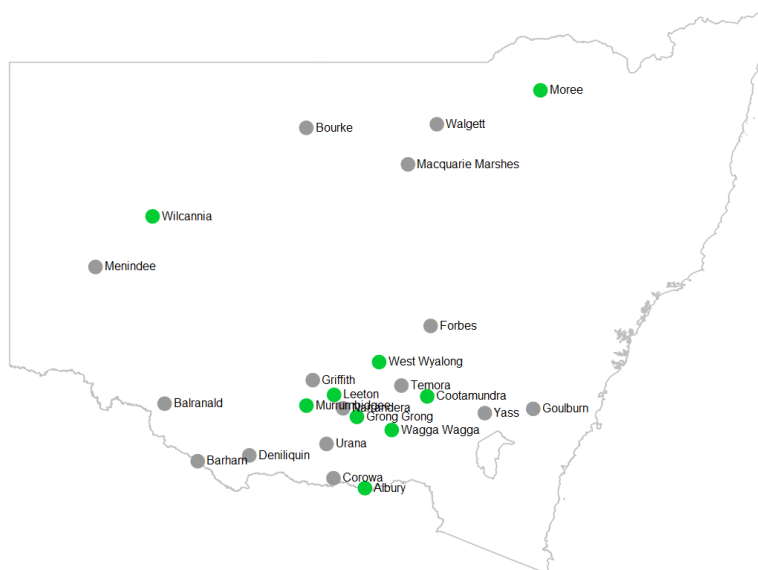 Moree
Walgett
Bourke
Macquarie Marshes
Wilcannia
Menindee
Forbes
West Wyalong
Griffith
Temora
Leeton
Cootamundra
Balranald
Murrumbidgee
Narrandera
Goulburn
Yass
Grong Grong
Wagga Wagga
Urana
Deniliquin
Barham
Corowa
Albury